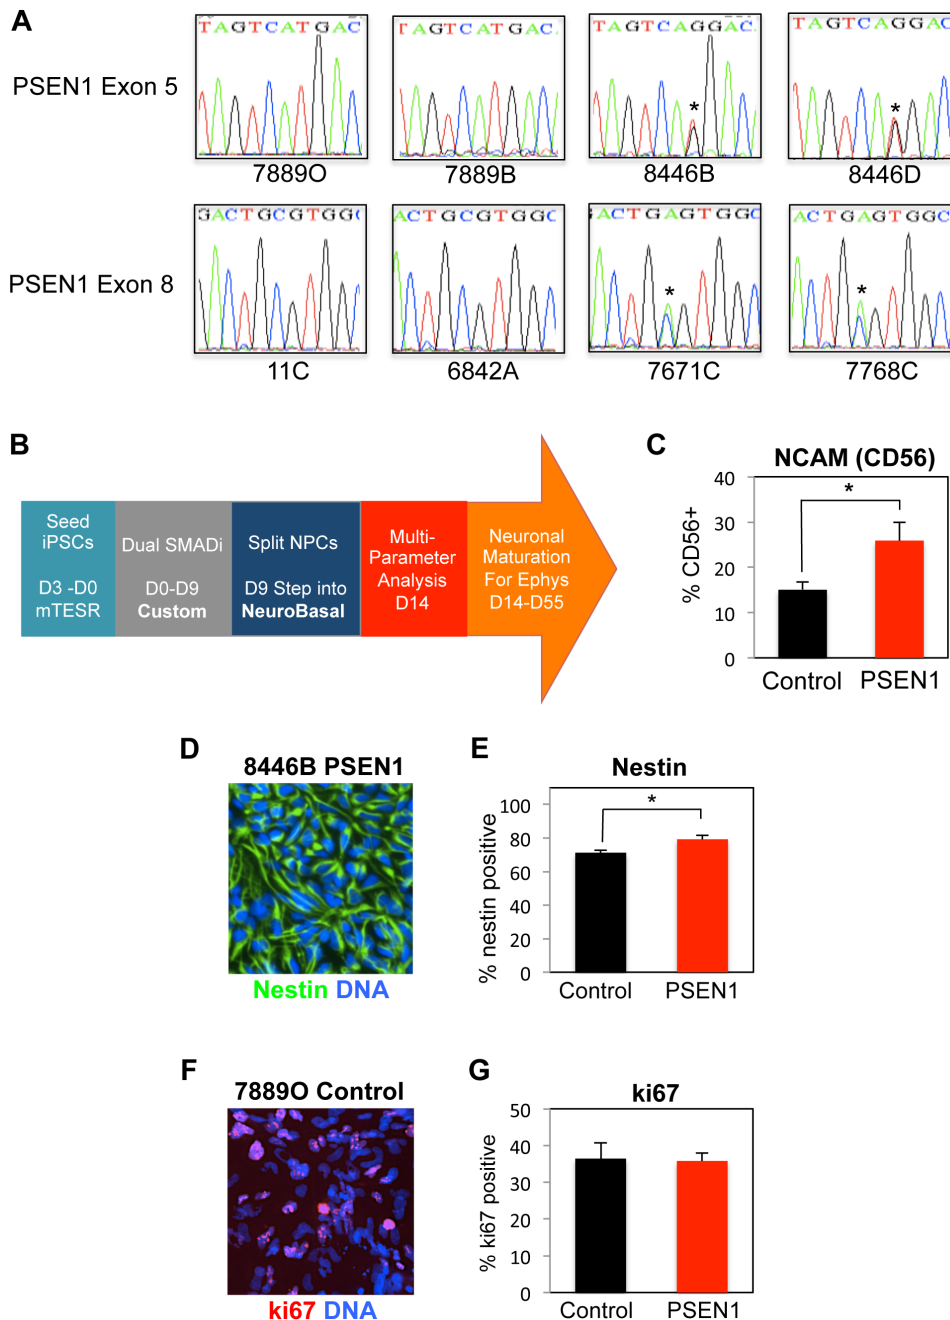 A
PSEN1 Exon 5
TAGTCATGAC
TAGTCATGAC
TAGTCAGGAC
TAGTCAGGAC
*
*
7889O
7889B
8446B
8446D
PSEN1 Exon 8
GACTGCGTGGC
ACTGCGTGGC
GACTGAGTGGC
ACTGAGTGGC
*
*
11C
6842A
7671C
7768C
B
Seed
iPSCs
D3 -D0
mTESR
Dual SMADi
D0-D9
Custom
Split NPCs
D9 Step into
NeuroBasal
Multi-
Parameter
Analysis
D14
Neuronal
Maturation
For Ephys
D14-D55
C
NCAM (CD56)
% CD56+
40
30
20
10
0
*
Control
PSEN1
D
8446B PSEN1
Nestin DNA
E
Nestin
% nestin positive
100
80
60
40
20
0
*
Control
PSEN1
F
7889O Control
ki67 DNA
G
ki67
% ki67 positive
50
40
30
20
10
0
Control
PSEN1